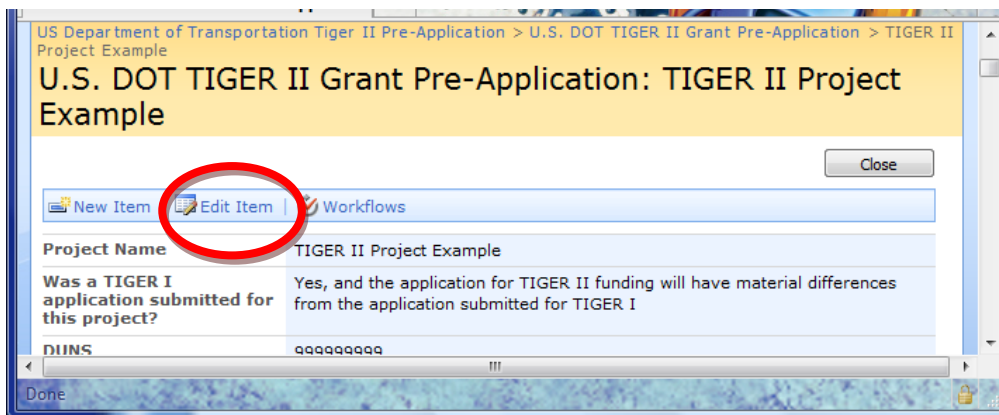 US Department of Transportation Tiger II Pre-Application > U.S. DOT TIGER II Grant Pre-Application > TIGER II
Project Example
U.S. DOT TIGER II Grant Pre-Application: TIGER II Project
Example
Close
New Item | Edit Item | Workflows
Project Name TIGER II Project Example
Was a TIGER I Yes, and the application for TIGER II funding will have material differences
application submitted for from the application submitted for TIGER I
this project?
DUNS 999999999
Done